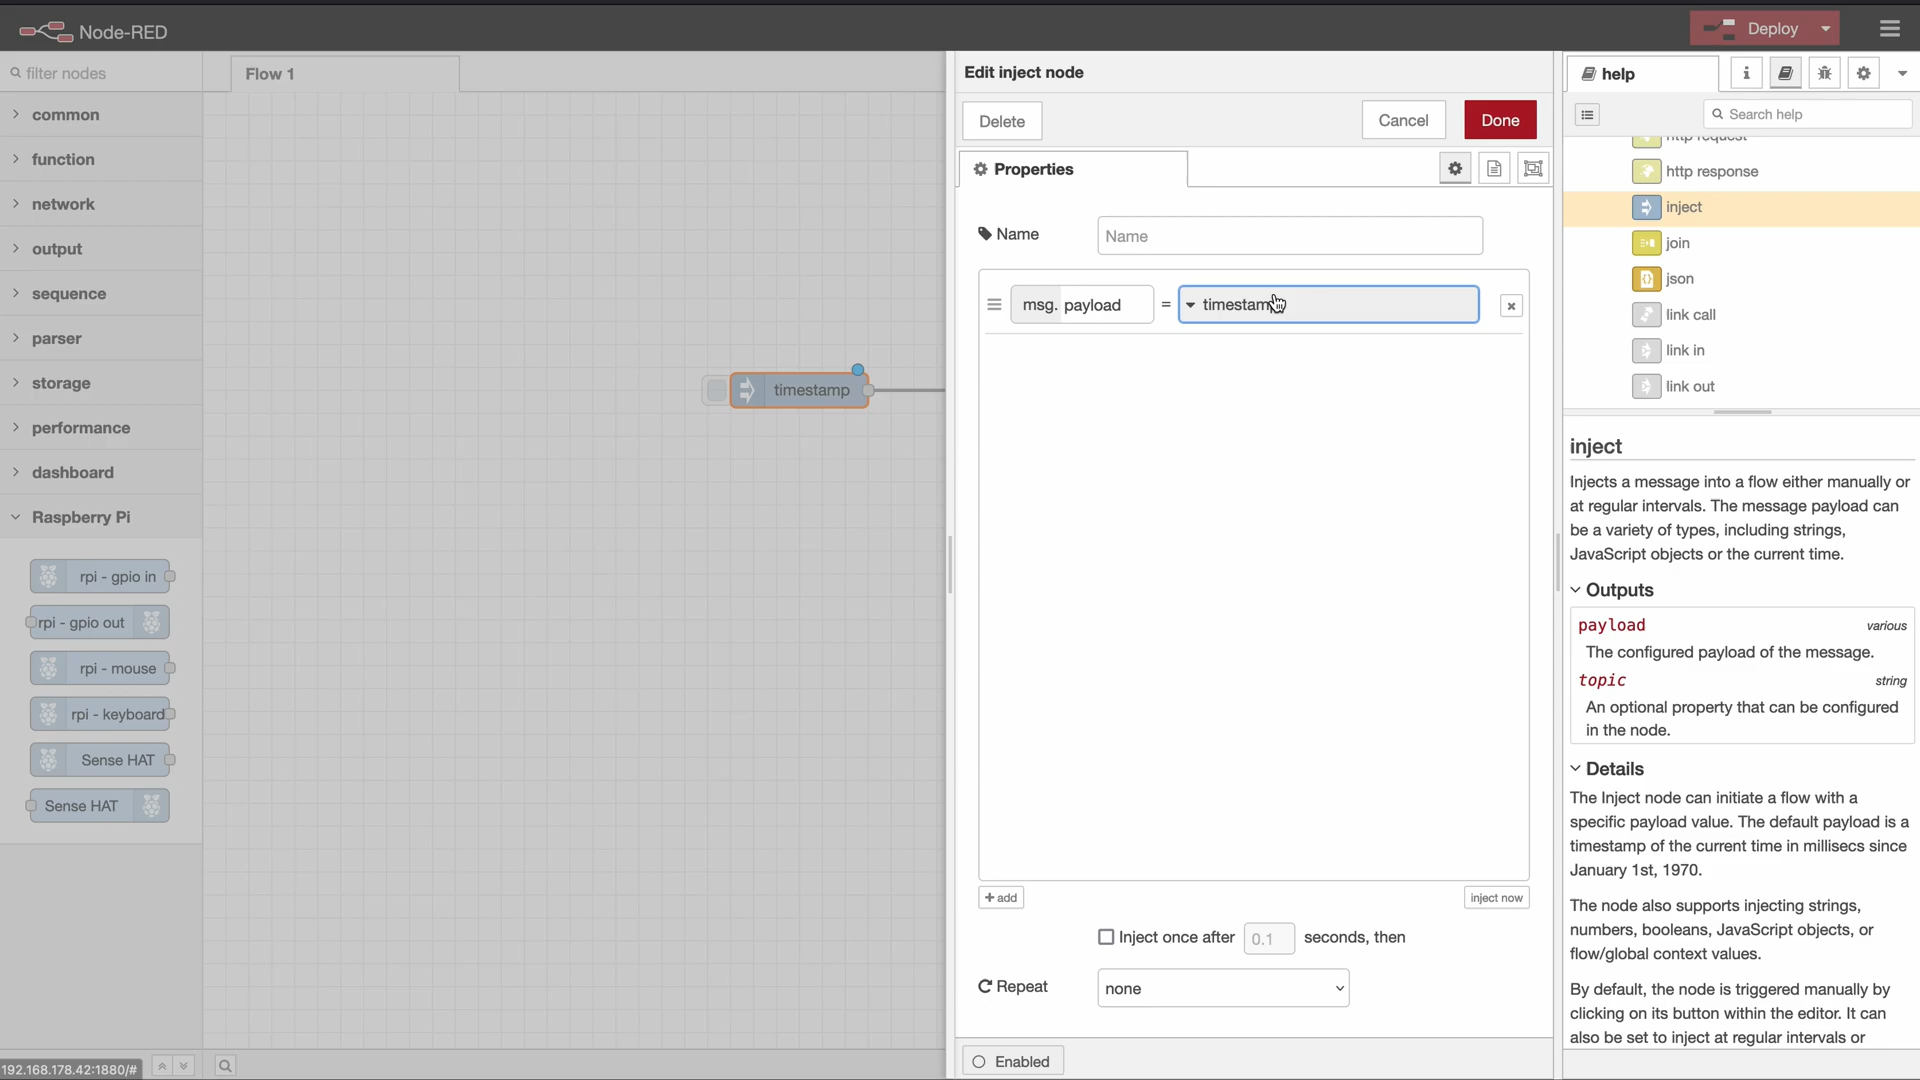 Node-RED
Deploy
filter nodes
Flow 1
common
function
network
output
sequence
parser
storage
performance
dashboard
Raspberry Pi
rpi - gpio in
rpi - gpio out
rpi - mouse
rpi - keyboard
Sense HAT
Sense HAT
192.168.178.42:1880/#
timestamp
Edit inject node
Delete
Cancel
Done
Properties
Name
Name
msg. payload = timestamp
+ add
inject now
Inject once after 0.1 seconds, then
Repeat
none
Enabled
help
Search help
http request
http response
inject
join
json
link call
link in
link out
inject
Injects a message into a flow either manually or
at regular intervals. The message payload can
be a variety of types, including strings,
JavaScript objects or the current time.
Outputs
payload various
The configured payload of the message.
topic string
An optional property that can be configured
in the node.
Details
The Inject node can initiate a flow with a
specific payload value. The default payload is a
timestamp of the current time in millisecs since
January 1st, 1970.
The node also supports injecting strings,
numbers, booleans, JavaScript objects, or
flow/global context values.
By default, the node is triggered manually by
clicking on its button within the editor. It can
also be set to inject at regular intervals or